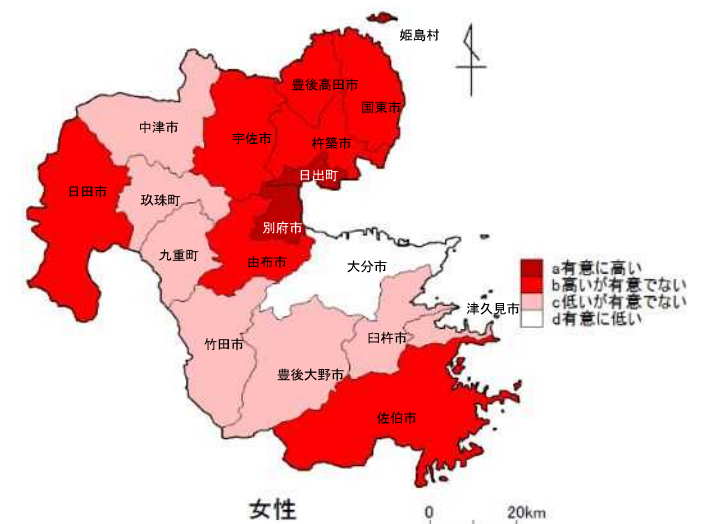 姫島村
豊後高田市
国東市
中津市
宇佐市
杵築市
日出町
日田市
玖珠町
別府市
九重町
由布市
大分市
a有意に高い
b高いが有意でない
c低いが有意でない
d有意に低い
津久見市
竹田市
臼杵市
豊後大野市
佐伯市
女性
0 20km